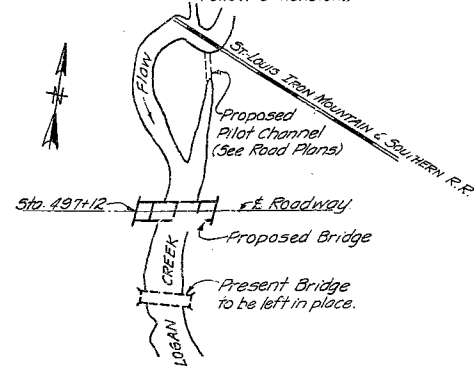 Flow
ST. LOUIS IRON MOUNTAIN & SOUTHERN R.R.
Proposed
Pilot Channel
(See Road Plans)
Sta. 497+12
℄ Roadway
Proposed Bridge
Present Bridge
to be left in place.
LOGAN CREEK